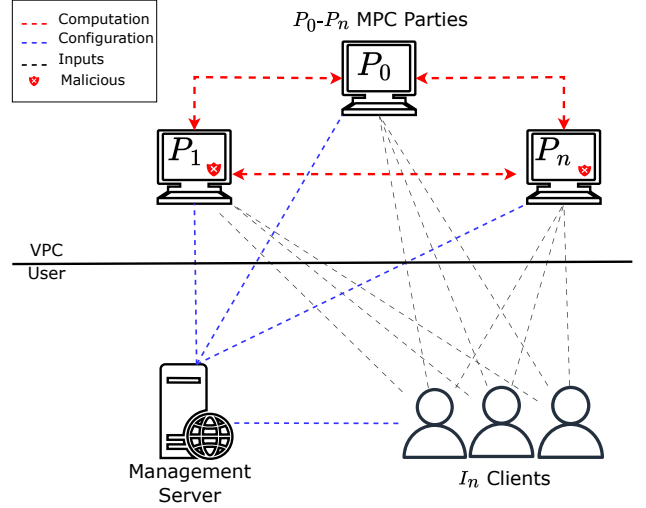 Computation
Configuration
Inputs
Malicious
P₀-Pₙ MPC Parties
P₀
P₁
Pₙ
VPC
User
Management
Server
Iₙ Clients